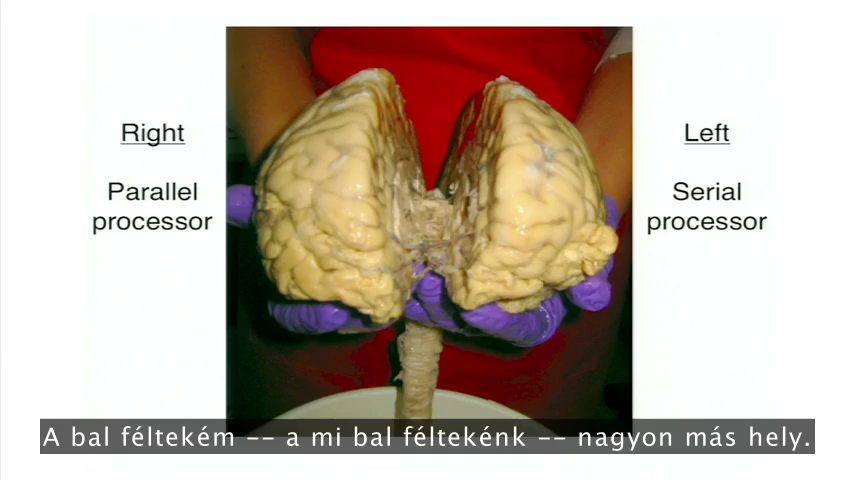 Right
Parallel
processor
Left
Serial
processor
A bal féltekém -- a mi bal féltekénk -- nagyon más hely.